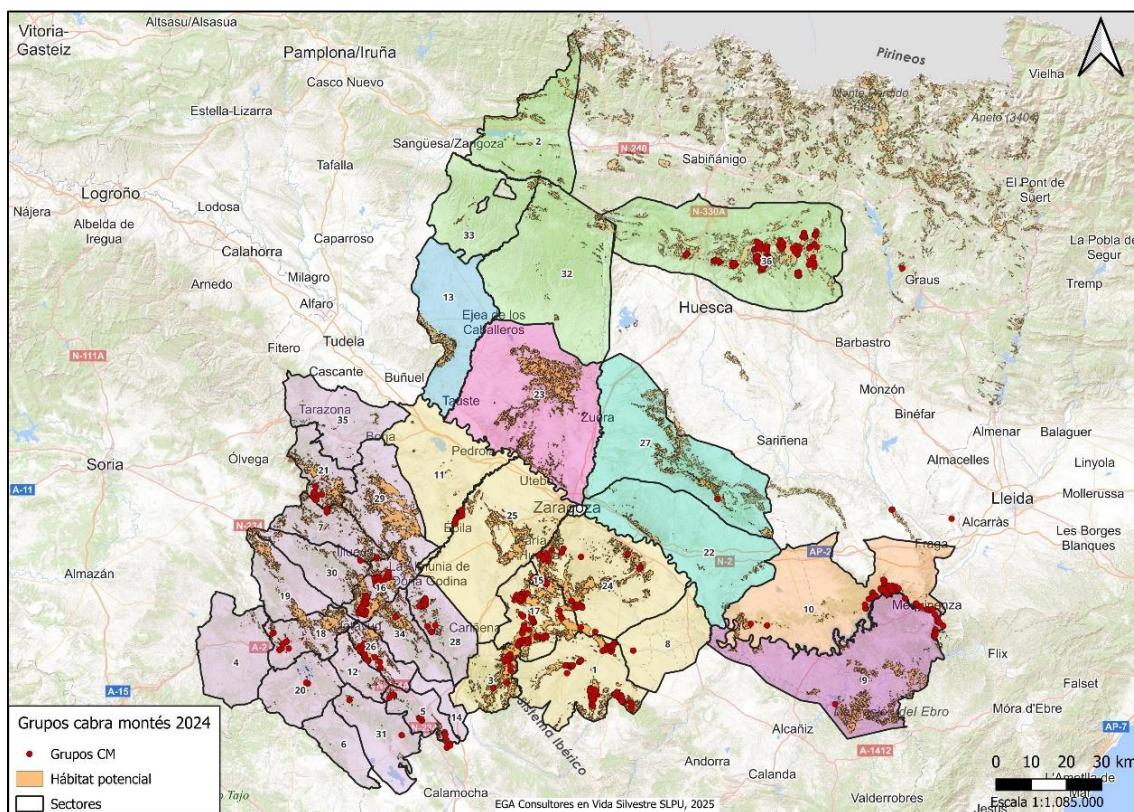 Vitoria-
Gasteiz
Altsasu/Alsasua
Pamplona/Iruña
Casco Nuevo
Estella-Lizarra
Pirineos
Vielha
Aneto (3404)
Sangüesa/Zangoza
2
N-240
Sabiñánigo
Tafalla
El Pont de
Suert
Logroño
Nájera
Albelda de
Iregua
Lodosa
Calahorra
Caparroso
33
N-330A
36
La Pobla de
Segur
32
Graus
Tremp
Milagro
Arnedo
Alfaro
13
Huesca
Ejea de los
Caballeros
Barbastro
N-111A
Fitero
Tudela
Cascante
Buñuel
Tauste
23
Zuera
Monzón
Binéfar
Tarazona
35
Borja
27
Sariñena
Almenar
Balaguer
Soria
Ólvega
Pedrola
Almacelles
Linyola
A-11
21
11
Utebo
Lleida
Mollerussa
29
25
Zaragoza
N-234
7
Épila
Alcarràs
Les Borges
Blanques
Illueca
22
N-2
AP-2
Fraga
Almazán
30
La Almunia de
Doña Godina
16
15
24
10
19
17
Mequinenza
18
34
Cariñena
28
A-2
26
8
Flix
4
12
1
9
20
3
Falset
A-15
5
14
Sistema Ibérico
Alcañiz
Móra d'Ebre
6
31
AP-7
A-1412
Andorra
Calanda
Calamocha
Valderrobres
Grupos cabra montés 2024
Grupos CM
Hábitat potencial
Sectores
EGA Consultores en Vida Silvestre SLPU, 2025
0 10 20 30 km
Escala 1:1.085.000